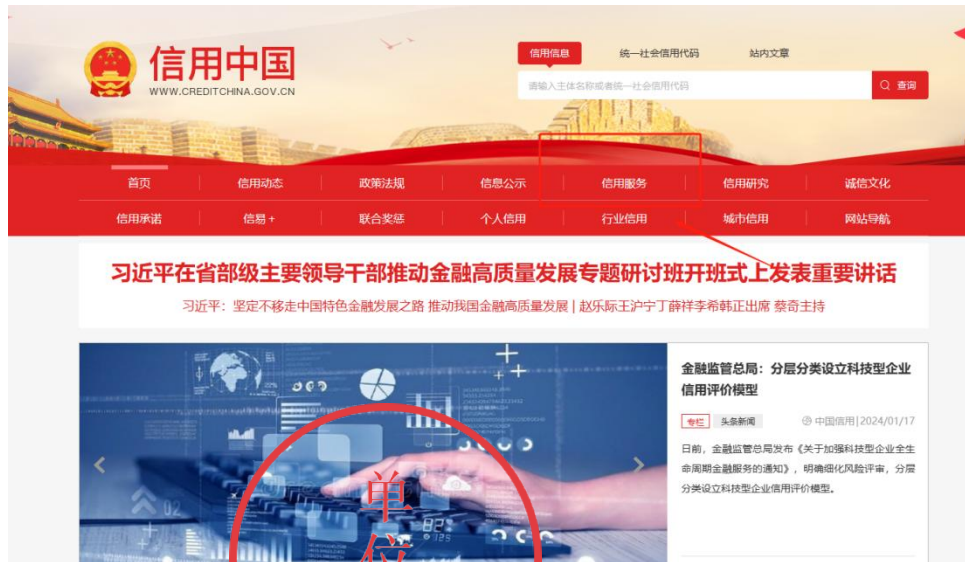 信用中国
WWW.CREDITCHINA.GOV.CN
信用信息 统一社会信用代码 站内文章
请输入主体名称或者统一社会信用代码 查询
首页 信用动态 政策法规 信息公示 信用服务 信用研究 诚信文化
信用承诺 信易+ 联合奖惩 个人信用 行业信用 城市信用 网站导航
习近平在省部级主要领导干部推动金融高质量发展专题研讨班开班式上发表重要讲话
习近平：坚定不移走中国特色金融发展之路 推动我国金融高质量发展 | 赵乐际王沪宁丁薛祥李希韩正出席 蔡奇主持
金融监管总局：分层分类设立科技型企业
信用评价模型
专栏 头条新闻 中国信用|2024/01/17
日前，金融监管总局发布《关于加强科技型企业全生
命周期金融服务的通知》，明确细化风险评审，分层
分类设立科技型企业信用评价模型。
02
82
单
位